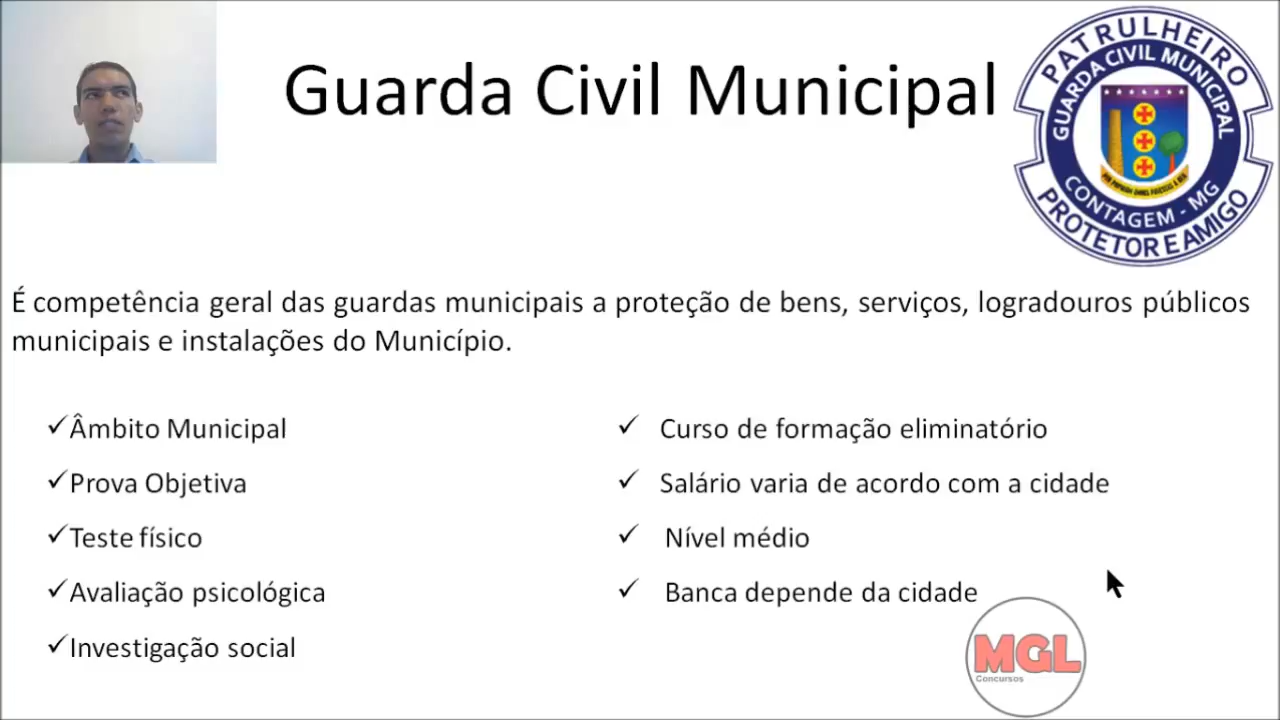 Guarda Civil Municipal
PATRULHEIRO
GUARDA CIVIL MUNICIPAL
CONTAGEM - MG
PROTETOR E AMIGO
É competência geral das guardas municipais a proteção de bens, serviços, logradouros públicos
municipais e instalações do Município.
✓Âmbito Municipal
✓Prova Objetiva
✓Teste físico
✓Avaliação psicológica
✓Investigação social
✓ Curso de formação eliminatório
✓ Salário varia de acordo com a cidade
✓ Nível médio
✓ Banca depende da cidade
MGL
Concursos